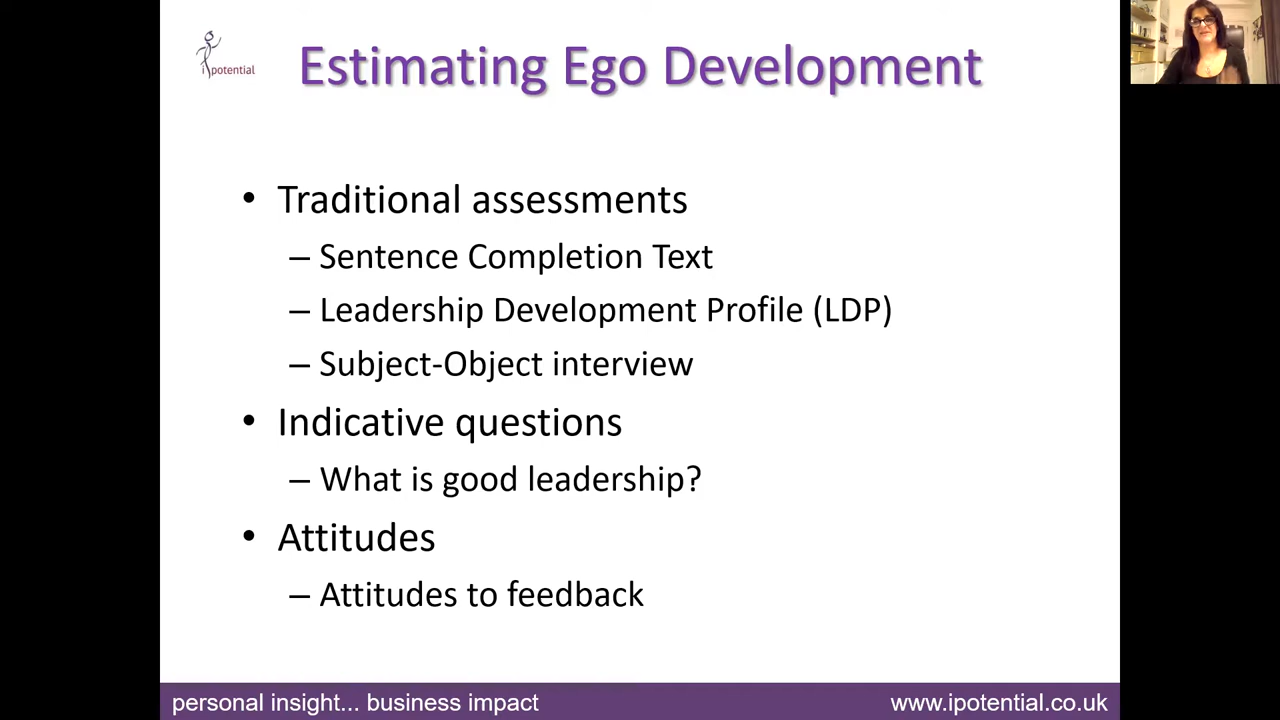 i potential
Estimating Ego Development
• Traditional assessments
– Sentence Completion Text
– Leadership Development Profile (LDP)
– Subject-Object interview
• Indicative questions
– What is good leadership?
• Attitudes
– Attitudes to feedback
personal insight... business impact
www.ipotential.co.uk